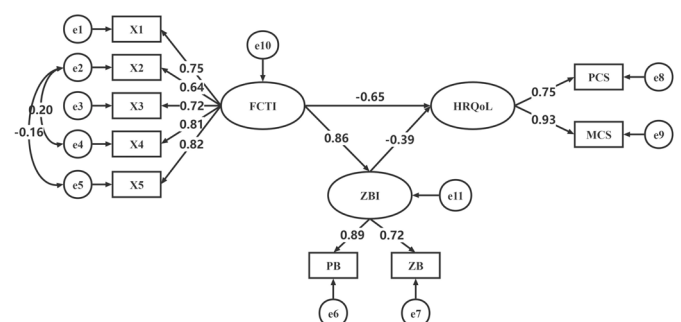 e1
X1
e10
e2
X2
0.75
0.64
PCS
e8
e3
X3
0.72
FCTI
-0.65
HRQoL
0.75
0.20
-0.16
0.81
0.93
e4
X4
0.82
0.86
-0.39
MCS
e9
e5
X5
ZBI
e11
0.89
0.72
PB
ZB
e6
e7